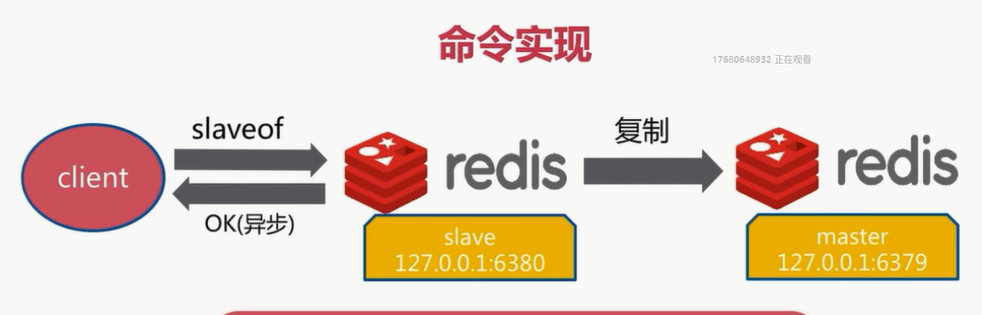 命令实现
17680648932 正在观看
slaveof
复制
client
redis
redis
OK(异步)
slave
127.0.0.1:6380
master
127.0.0.1:6379